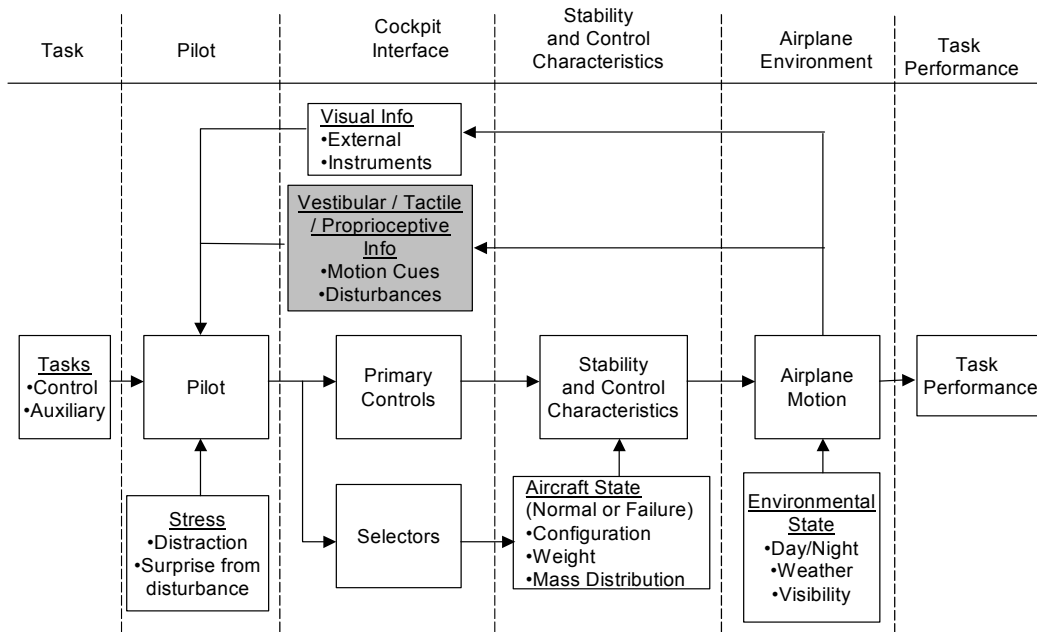 Task
Pilot
Cockpit
Interface
Stability
and Control
Characteristics
Airplane
Environment
Task
Performance
Visual Info
•External
•Instruments
Vestibular / Tactile
/ Proprioceptive
Info
•Motion Cues
•Disturbances
Tasks
•Control
•Auxiliary
Pilot
Primary
Controls
Stability
and Control
Characteristics
Airplane
Motion
Task
Performance
Stress
•Distraction
•Surprise from
disturbance
Selectors
Aircraft State
(Normal or Failure)
•Configuration
•Weight
•Mass Distribution
Environmental
State
•Day/Night
•Weather
•Visibility